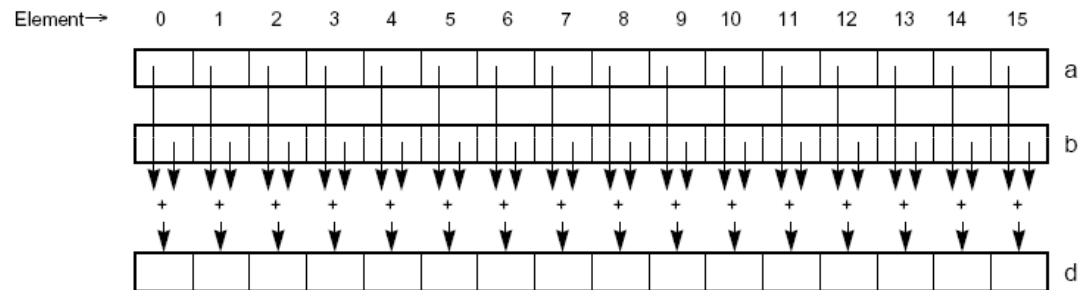 Element→ 0 1 2 3 4 5 6 7 8 9 10 11 12 13 14 15
a
b
+ + + + + + + + + + + + + + + +
d